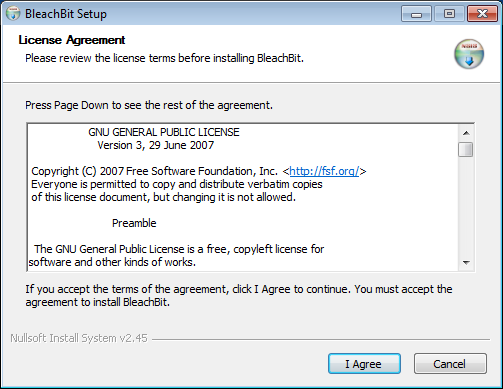 BleachBit Setup
License Agreement
Please review the license terms before installing BleachBit.
Press Page Down to see the rest of the agreement.
GNU GENERAL PUBLIC LICENSE
Version 3, 29 June 2007
Copyright (C) 2007 Free Software Foundation, Inc. <http://fsf.org/>
Everyone is permitted to copy and distribute verbatim copies
of this license document, but changing it is not allowed.
Preamble
The GNU General Public License is a free, copyleft license for
software and other kinds of works.
If you accept the terms of the agreement, click I Agree to continue. You must accept the
agreement to install BleachBit.
Nullsoft Install System v2.45
I Agree
Cancel